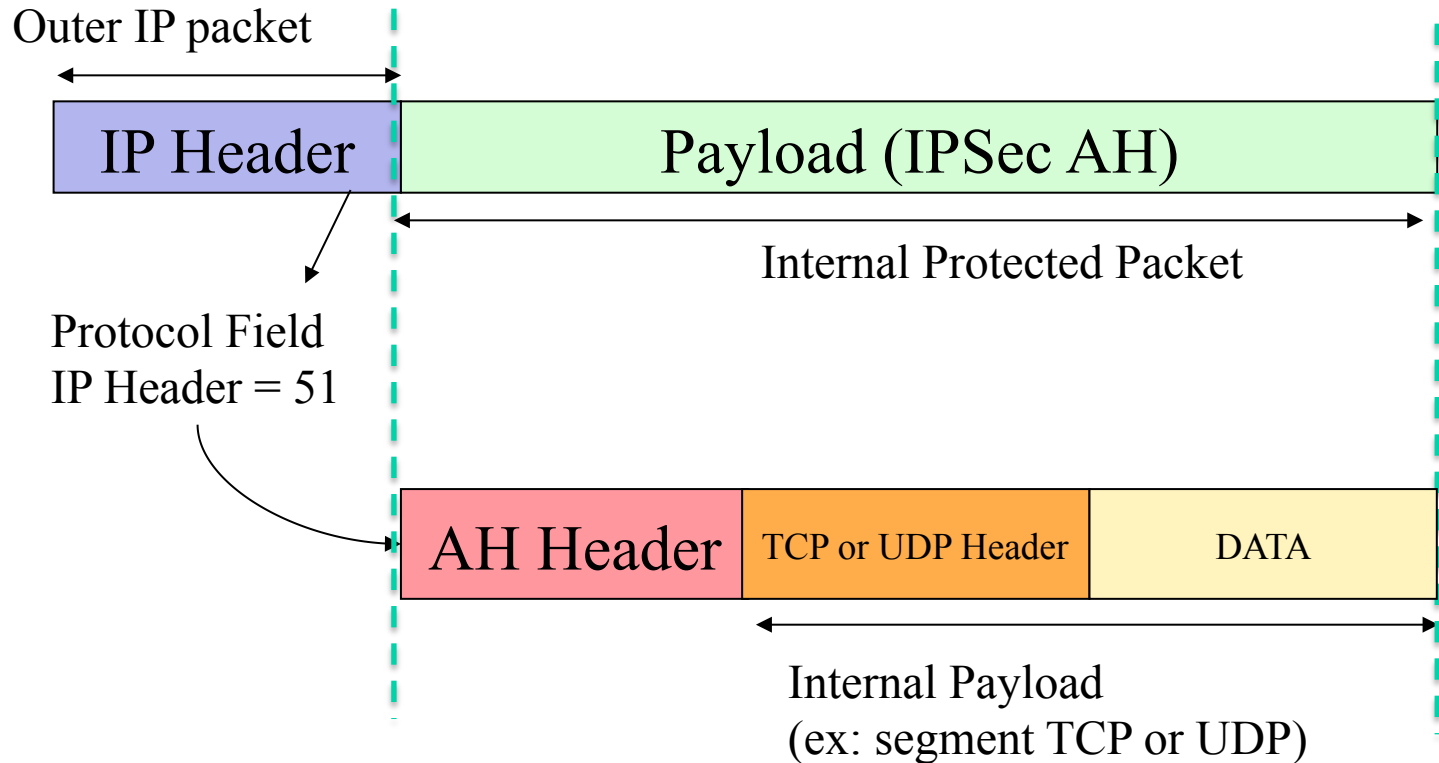 Outer IP packet
IP Header
Payload (IPSec AH)
Internal Protected Packet
Protocol Field
IP Header = 51
AH Header
TCP or UDP Header
DATA
Internal Payload
(ex: segment TCP or UDP)